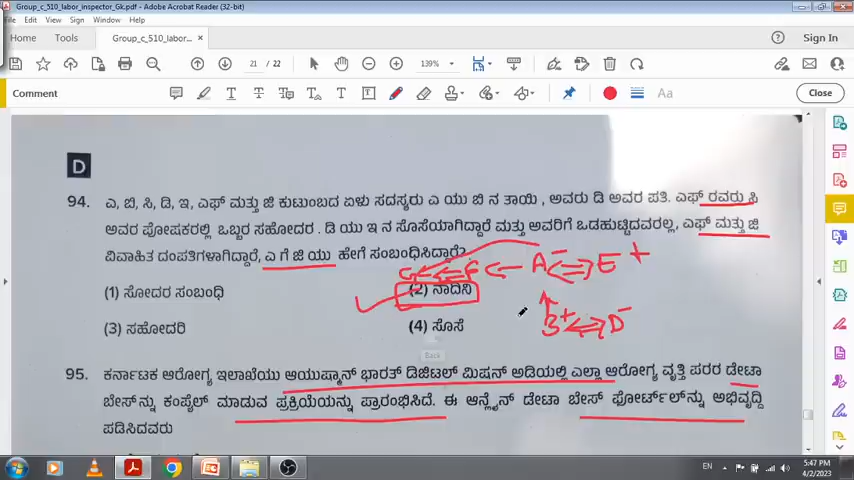 Group_c_510_labor_inspector_Gk.pdf - Adobe Acrobat Reader (32-bit)
File Edit View Sign Window Help
Home Tools Group_c_510_labor... × Sign In
21 / 22 139%
Comment T T T T Aa Close
D
94. ಎ, ಬಿ, ಸಿ, ಡಿ, ಇ, ಎಫ್ ಮತ್ತು ಜಿ ಕುಟುಂಬದ ಏಳು ಸದಸ್ಯರು ಎ ಯು ಬಿ ನ ತಾಯಿ, ಅವರು ಡಿ ಅವರ ಪತಿ. ಎಫ್ ರವರು ಸಿ
ಅವರ ಪೋಷಕರಲ್ಲಿ ಒಬ್ಬರ ಸಹೋದರ. ಡಿ ಯು ಇ ನ ಸೊಸೆಯಾಗಿದ್ದಾರೆ ಮತ್ತು ಅವರಿಗೆ ಒಡಹುಟ್ಟಿದವರಲ್ಲ, ಎಫ್ ಮತ್ತು ಜಿ
ವಿವಾಹಿತ ದಂಪತಿಗಳಾಗಿದ್ದಾರೆ, ಎ ಗೆ ಜಿ ಯು ಹೇಗೆ ಸಂಬಂಧಿಸಿದ್ದಾರೆ?
G F A - E +
(1) ಸೋದರ ಸಂಬಂಧಿ (2) ನಾದಿನಿ
(3) ಸಹೋದರಿ (4) ಸೊಸೆ B + D -
Back
95. ಕರ್ನಾಟಕ ಆರೋಗ್ಯ ಇಲಾಖೆಯು ಆಯುಷ್ಮಾನ್ ಭಾರತ್ ಡಿಜಿಟಲ್ ಮಿಷನ್ ಅಡಿಯಲ್ಲಿ ಎಲ್ಲಾ ಆರೋಗ್ಯ ವೃತ್ತಿ ಪರರ ಡೇಟಾ
ಬೇಸ್‌ನ್ನು ಕಂಪೈಲ್ ಮಾಡುವ ಪ್ರಕ್ರಿಯೆಯನ್ನು ಪ್ರಾರಂಭಿಸಿದೆ. ಈ ಆನ್ಲೈನ್ ಡೇಟಾ ಬೇಸ್ ಪೋರ್ಟ್‌ಲ್‌ನ್ನು ಅಭಿವೃದ್ಧಿ
ಪಡಿಸಿದವರು
EN 5:47 PM
4/2/2023